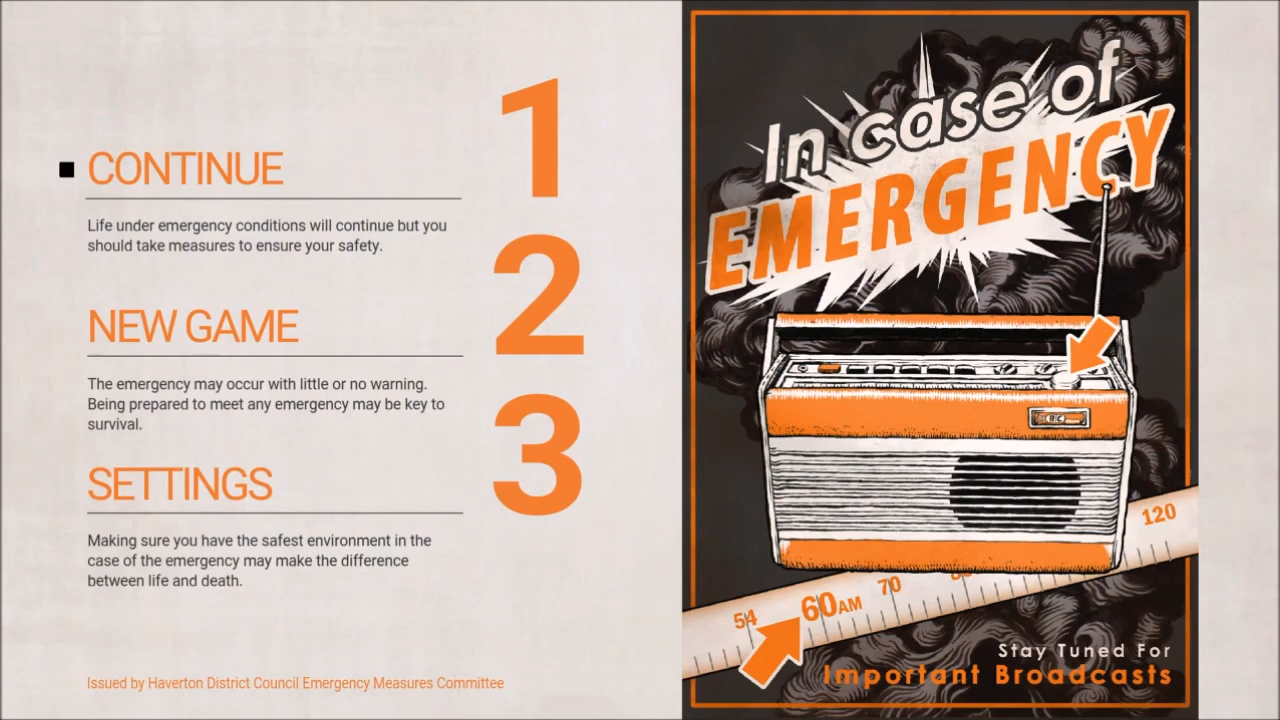 CONTINUE
Life under emergency conditions will continue but you
should take measures to ensure your safety.
1
NEW GAME
The emergency may occur with little or no warning.
Being prepared to meet any emergency may be key to
survival.
2
SETTINGS
Making sure you have the safest environment in the
case of the emergency may make the difference
between life and death.
3
Issued by Haverton District Council Emergency Measures Committee
In case of
EMERGENCY
54 60AM 70 120
Stay Tuned For
Important Broadcasts